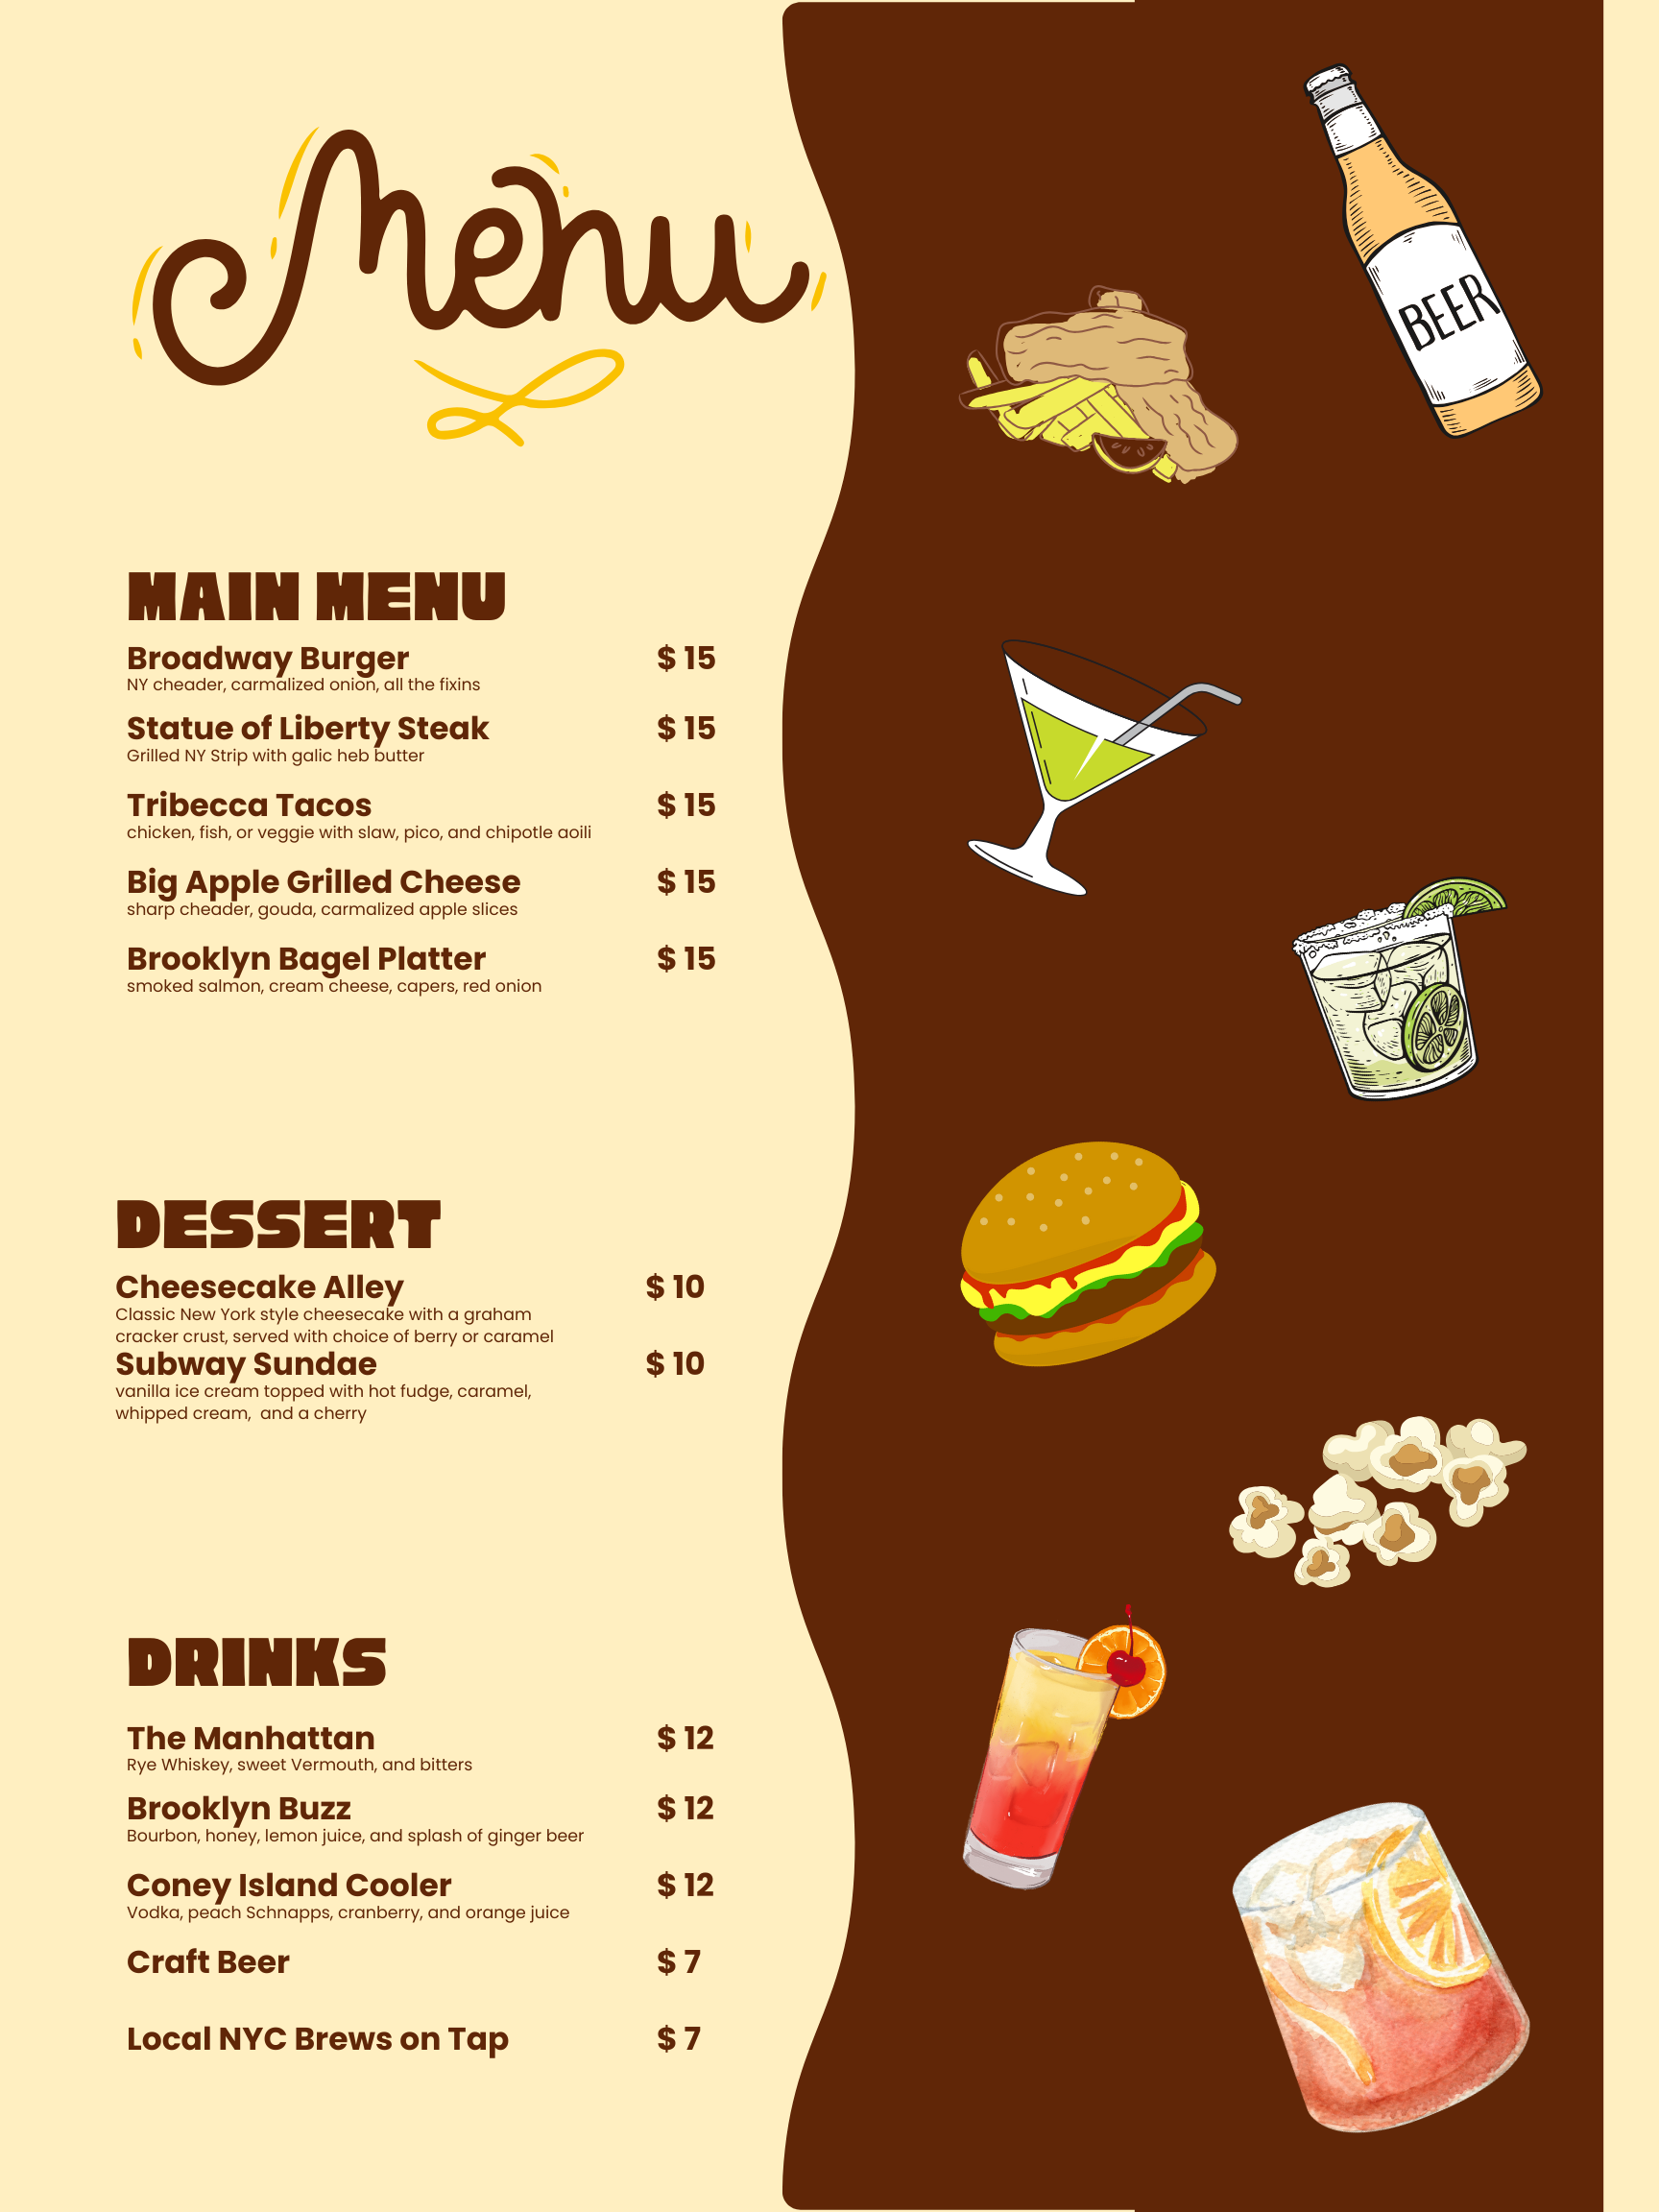 Menu
BEER
MAIN MENU
Broadway Burger $ 15
NY cheader, carmalized onion, all the fixins
Statue of Liberty Steak $ 15
Grilled NY Strip with galic heb butter
Tribecca Tacos $ 15
chicken, fish, or veggie with slaw, pico, and chipotle aoili
Big Apple Grilled Cheese $ 15
sharp cheader, gouda, carmalized apple slices
Brooklyn Bagel Platter $ 15
smoked salmon, cream cheese, capers, red onion
DESSERT
Cheesecake Alley $ 10
Classic New York style cheesecake with a graham
cracker crust, served with choice of berry or caramel
Subway Sundae $ 10
vanilla ice cream topped with hot fudge, caramel,
whipped cream, and a cherry
DRINKS
The Manhattan $ 12
Rye Whiskey, sweet Vermouth, and bitters
Brooklyn Buzz $ 12
Bourbon, honey, lemon juice, and splash of ginger beer
Coney Island Cooler $ 12
Vodka, peach Schnapps, cranberry, and orange juice
Craft Beer $ 7
Local NYC Brews on Tap $ 7